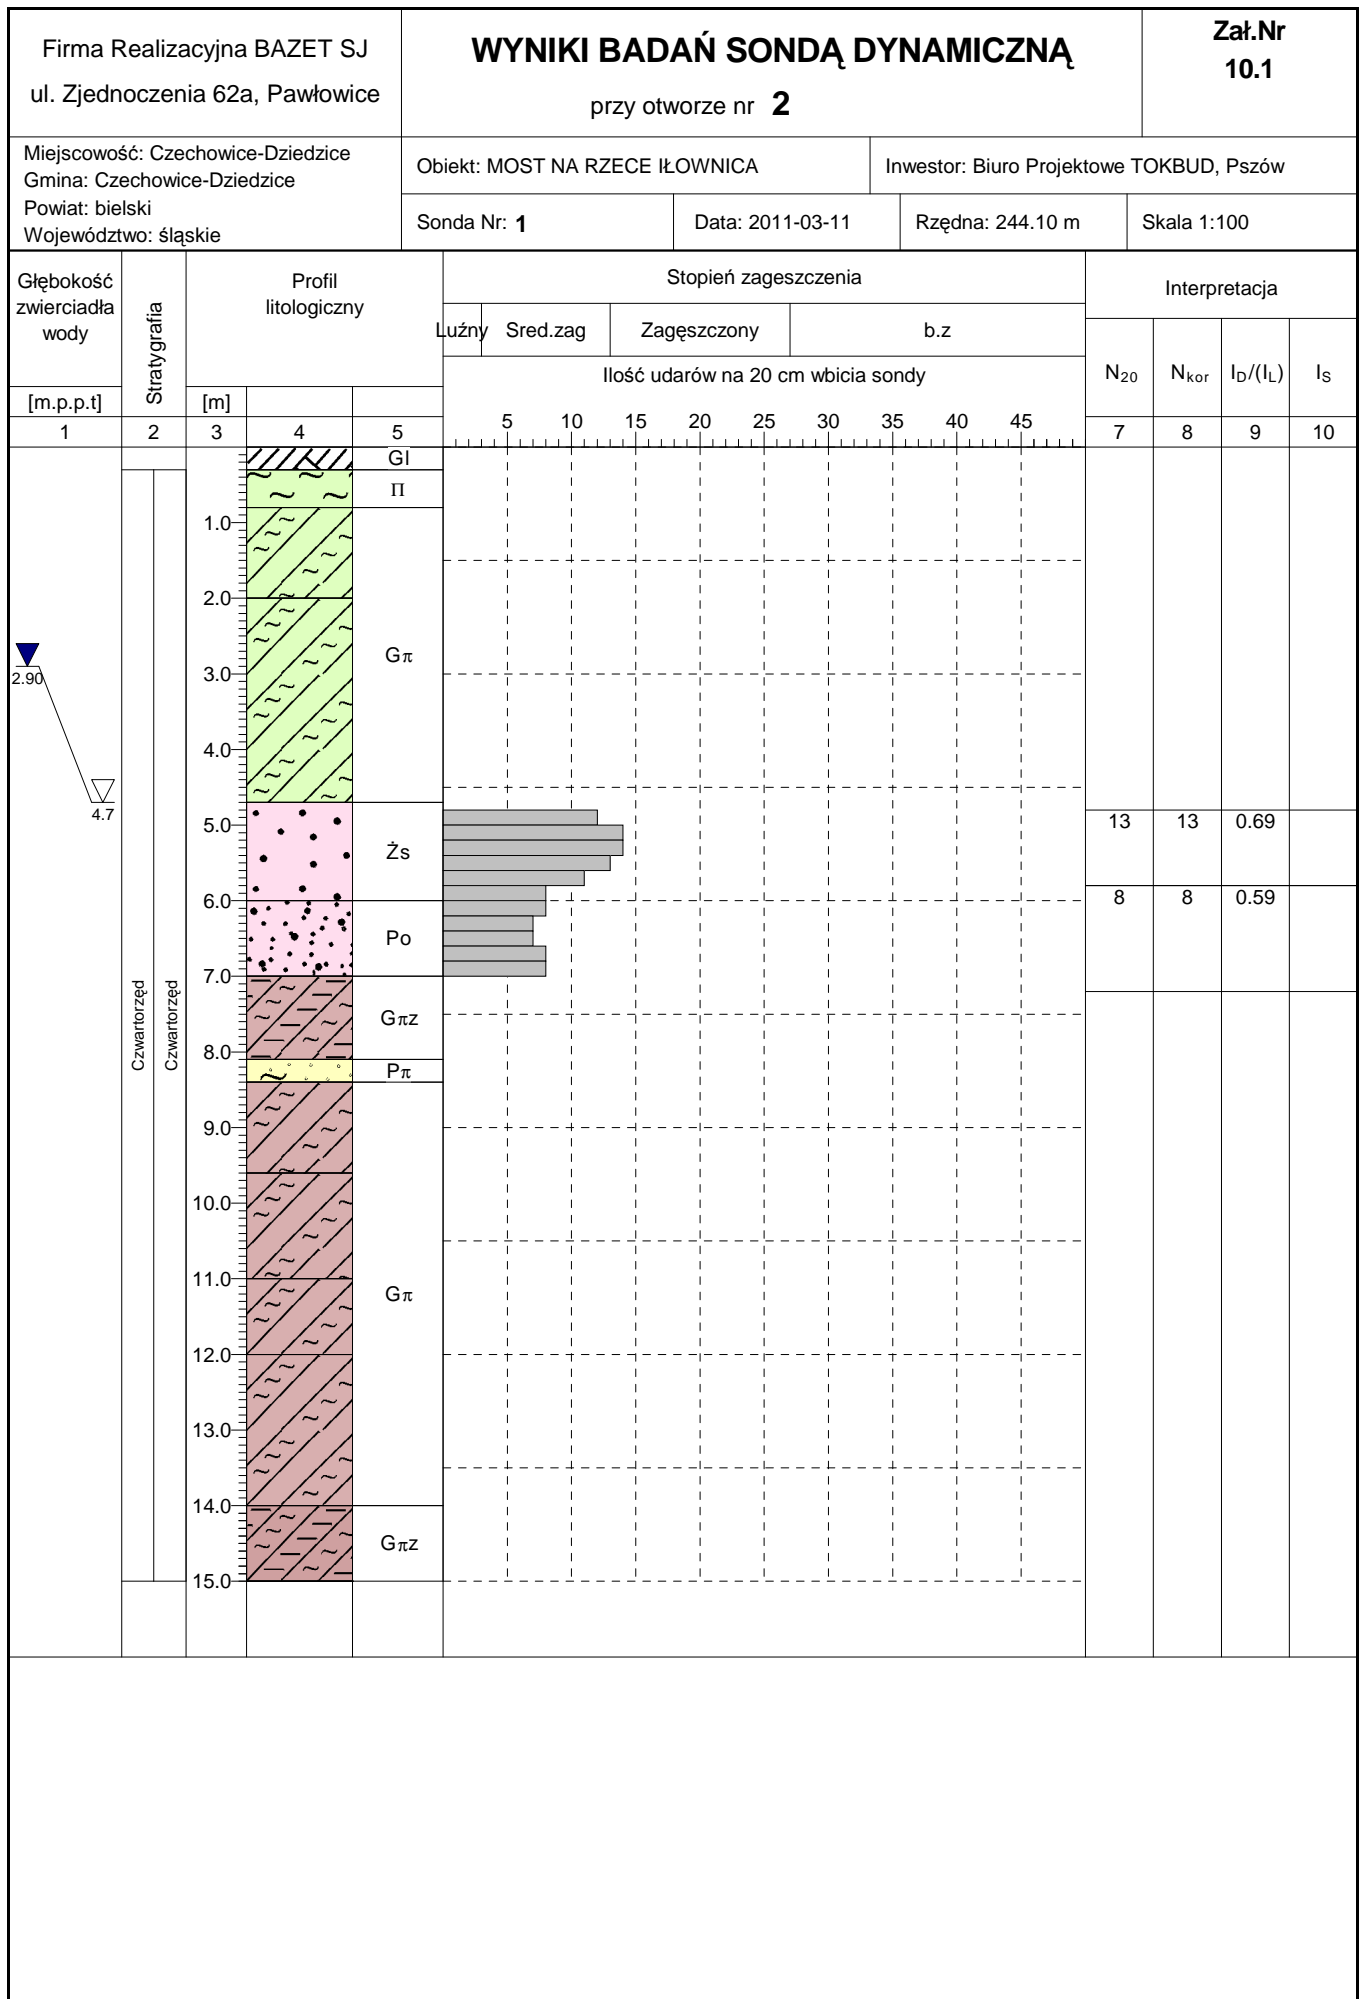 Firma Realizacyjna BAZET SJ
ul. Zjednoczenia 62a, Pawłowice
WYNIKI BADAŃ SONDĄ DYNAMICZNĄ
przy otworze nr 2
Zał.Nr
10.1
Miejscowość: Czechowice-Dziedzice
Gmina: Czechowice-Dziedzice
Powiat: bielski
Województwo: śląskie
Obiekt: MOST NA RZECE IŁOWNICA
Inwestor: Biuro Projektowe TOKBUD, Pszów
Sonda Nr: 1
Data: 2011-03-11
Rzędna: 244.10 m
Skala 1:100
Głębokość
zwierciadła
wody
[m.p.p.t]
Stratygrafia
Profil
litologiczny
[m]
Stopień zageszczenia
Luźny
Sred.zag
Zagęszczony
b.z
Ilość udarów na 20 cm wbicia sondy
5 10 15 20 25 30 35 40 45
Interpretacja
N20
Nkor
ID/(IL)
IS
1 2 3 4 5 7 8 9 10
Gl
Π
1.0
2.0
Gπ
2.90
3.0
4.0
4.7
5.0
13 13 0.69
Żs
6.0
8 8 0.59
Po
7.0
Czwartorzęd
Czwartorzęd
Gπz
8.0
Pπ
9.0
10.0
11.0
Gπ
12.0
13.0
14.0
Gπz
15.0